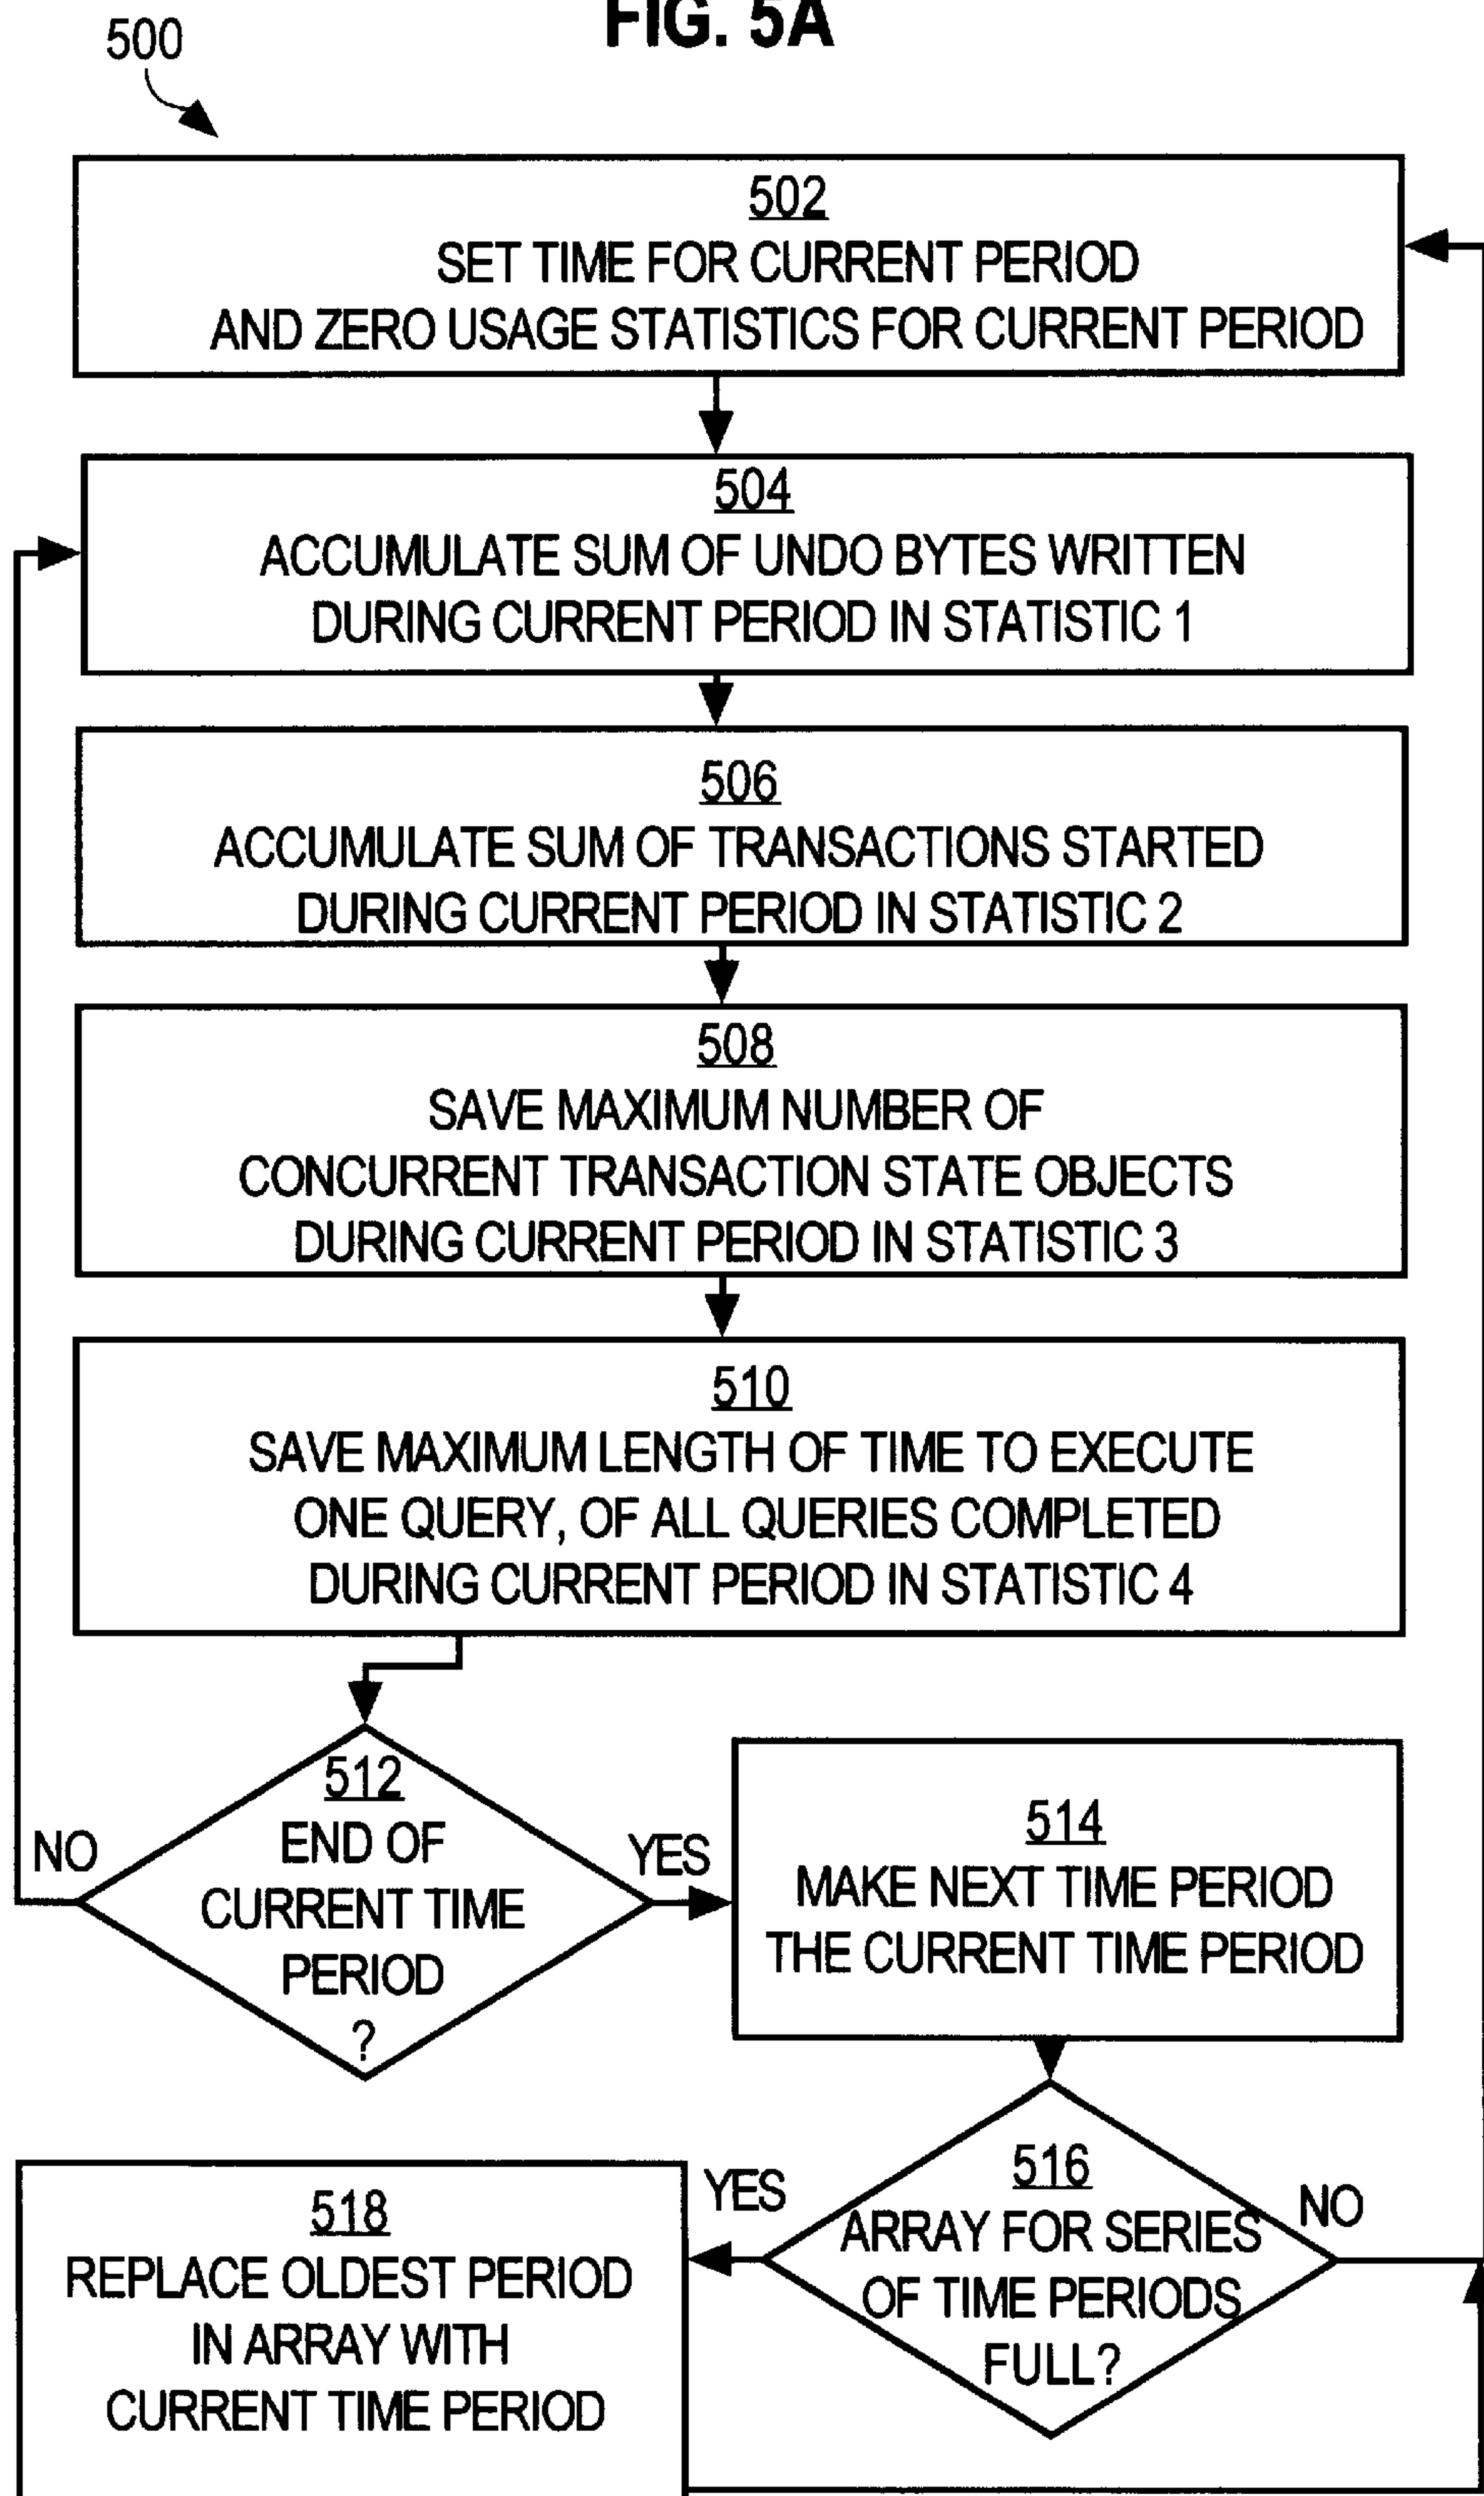 FIG. 5A
500
502
SET TIME FOR CURRENT PERIOD
AND ZERO USAGE STATISTICS FOR CURRENT PERIOD
504
ACCUMULATE SUM OF UNDO BYTES WRITTEN
DURING CURRENT PERIOD IN STATISTIC 1
506
ACCUMULATE SUM OF TRANSACTIONS STARTED
DURING CURRENT PERIOD IN STATISTIC 2
508
SAVE MAXIMUM NUMBER OF
CONCURRENT TRANSACTION STATE OBJECTS
DURING CURRENT PERIOD IN STATISTIC 3
510
SAVE MAXIMUM LENGTH OF TIME TO EXECUTE
ONE QUERY, OF ALL QUERIES COMPLETED
DURING CURRENT PERIOD IN STATISTIC 4
512
END OF
CURRENT TIME
PERIOD
?
NO
YES
514
MAKE NEXT TIME PERIOD
THE CURRENT TIME PERIOD
516
ARRAY FOR SERIES
OF TIME PERIODS
FULL?
YES
NO
518
REPLACE OLDEST PERIOD
IN ARRAY WITH
CURRENT TIME PERIOD